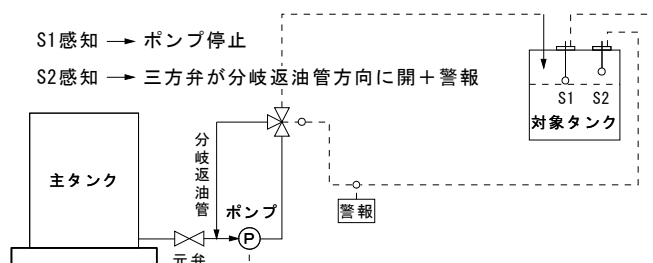 S1感知 → ポンプ停止
S2感知 → 三方弁が分岐返油管方向に開＋警報
S1
S2
対象タンク
分岐返油管
主タンク
ポンプ
P
警報
元弁